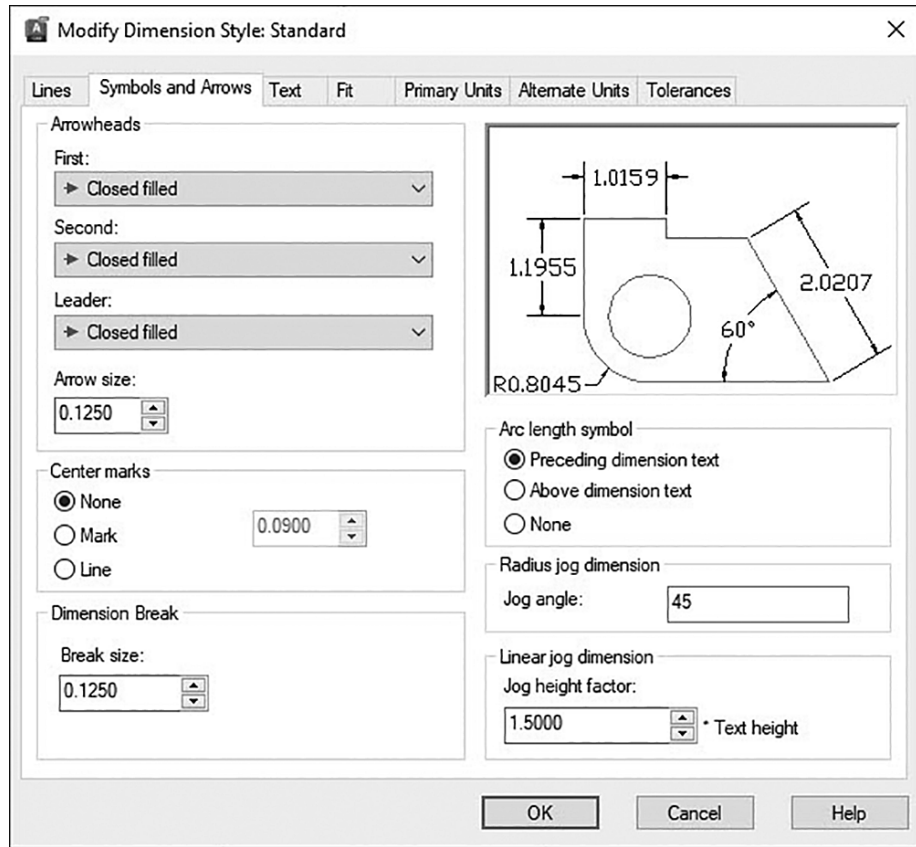 Modify Dimension Style: Standard
Lines
Symbols and Arrows
Text
Fit
Primary Units
Alternate Units
Tolerances
Arrowheads
First:
Closed filled
Second:
Closed filled
Leader:
Closed filled
Arrow size:
0.1250
Center marks
None
Mark
Line
0.0900
Dimension Break
Break size:
0.1250
1.0159
1.1955
2.0207
60°
R0.8045
Arc length symbol
Preceding dimension text
Above dimension text
None
Radius jog dimension
Jog angle:
45
Linear jog dimension
Jog height factor:
1.5000
* Text height
OK
Cancel
Help